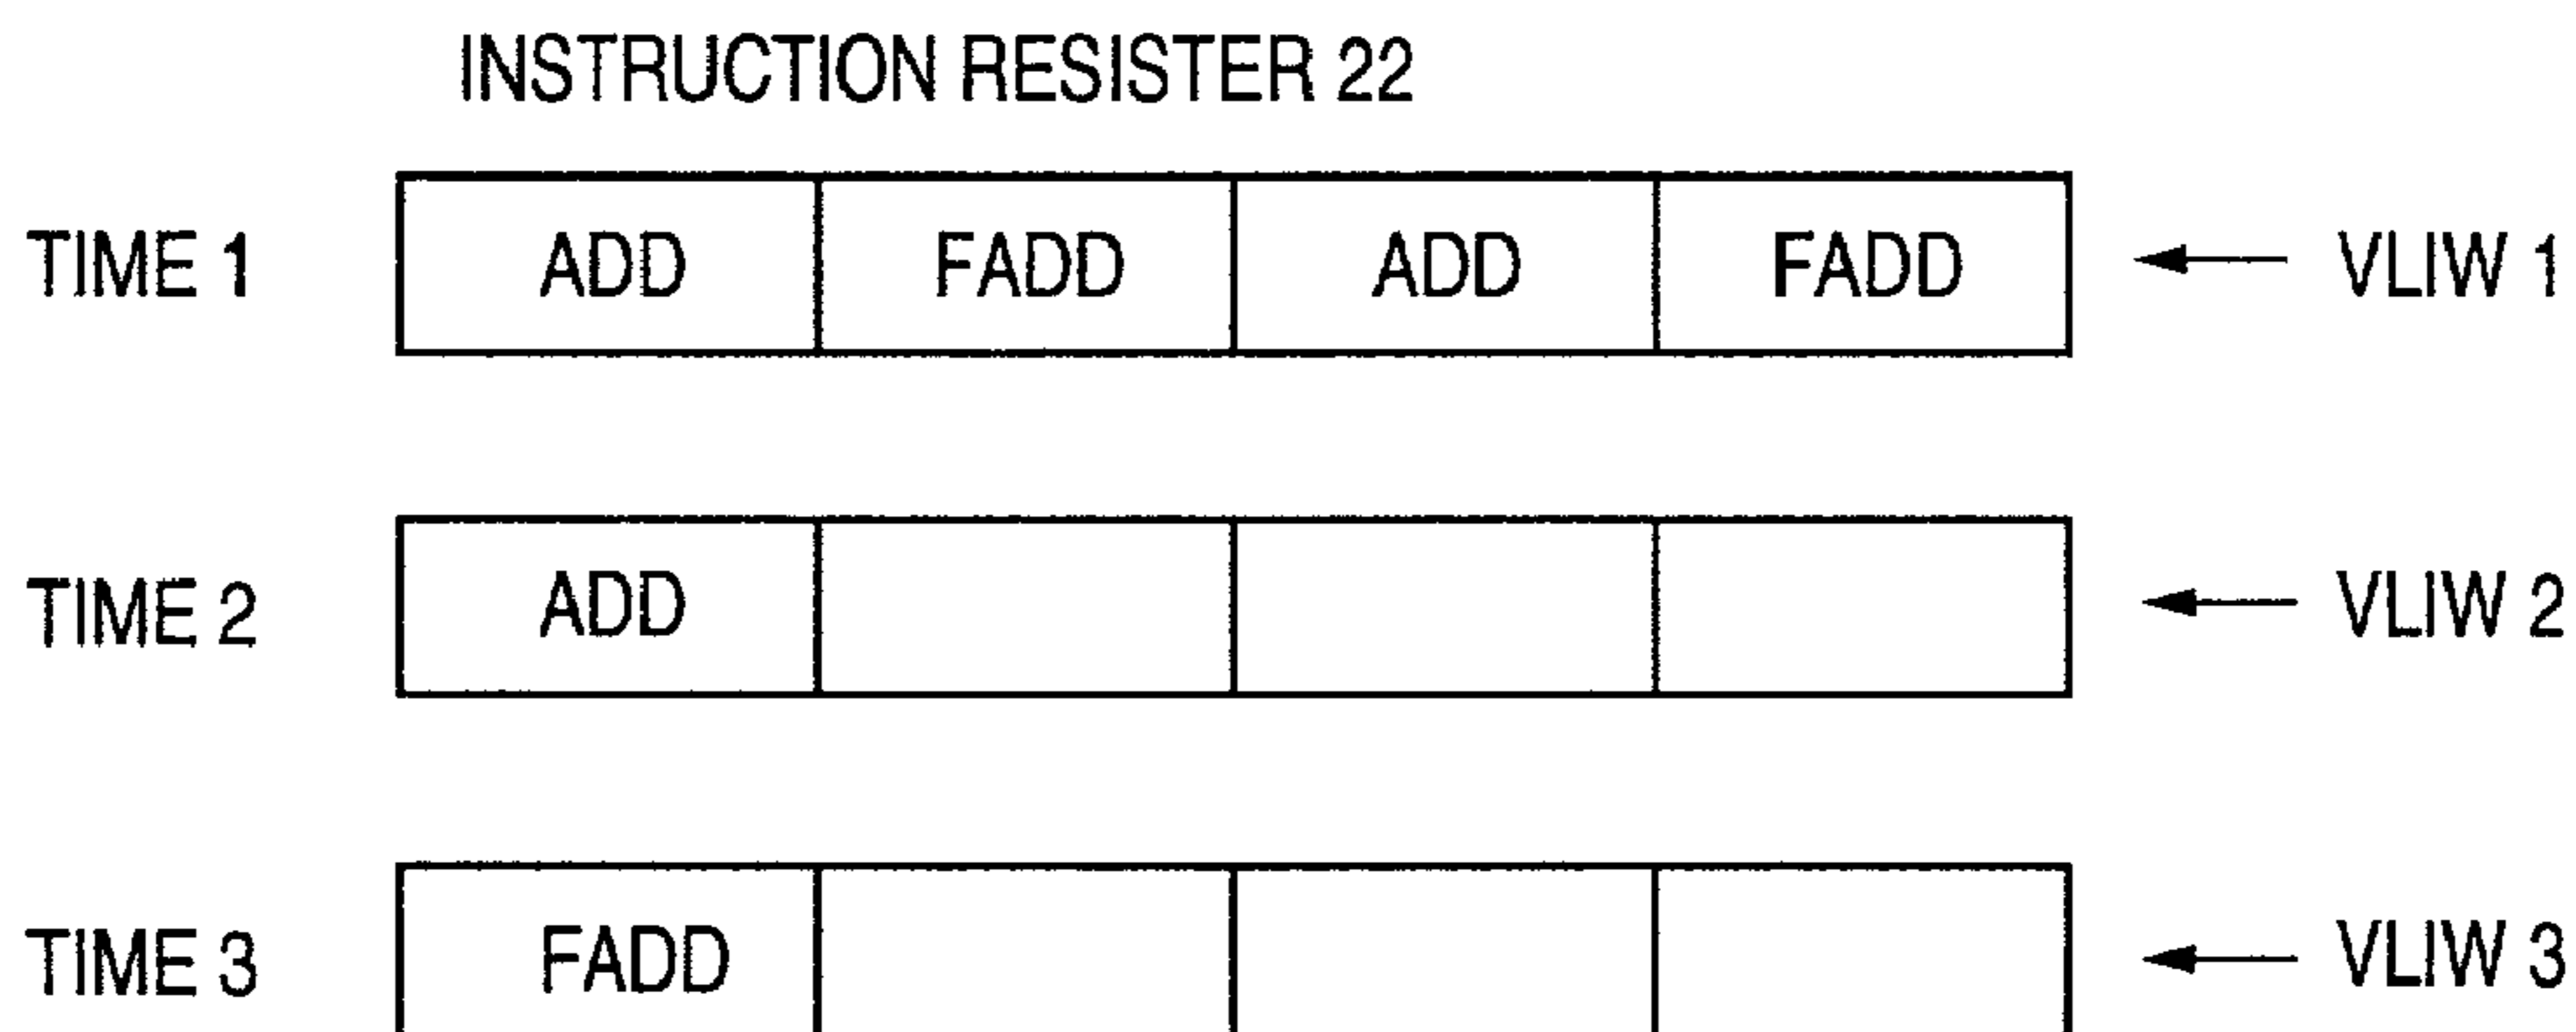 INSTRUCTION RESISTER 22
TIME 1 ADD FADD ADD FADD VLIW 1
TIME 2 ADD VLIW 2
TIME 3 FADD VLIW 3